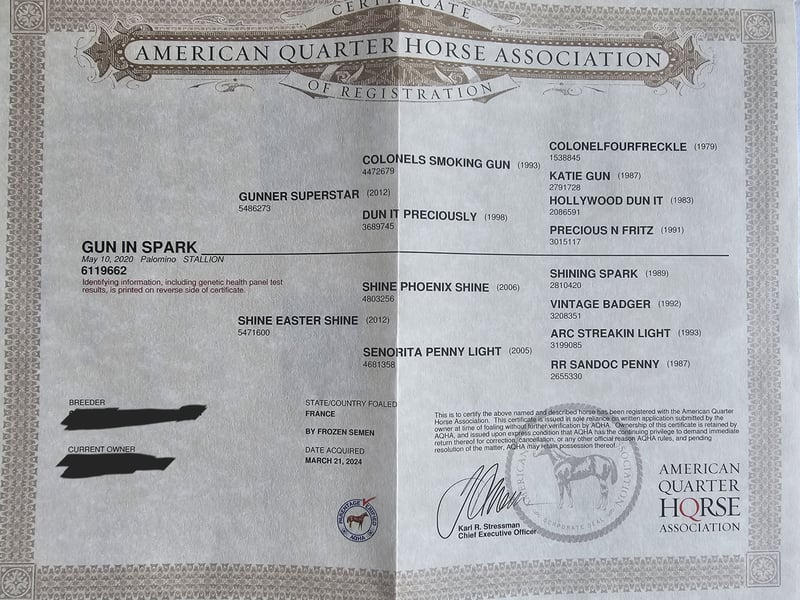 CERTIFICATE
AMERICAN QUARTER HORSE ASSOCIATION
OF REGISTRATION
COLONELFOURFRECKLE (1979)
1538845
COLONELS SMOKING GUN (1993)
4472679
KATIE GUN (1987)
2791728
GUNNER SUPERSTAR (2012)
5486273
HOLLYWOOD DUN IT (1983)
2086591
DUN IT PRECIOUSLY (1998)
3689745
PRECIOUS N FRITZ (1991)
3015117
GUN IN SPARK
May 10, 2020 Palomino STALLION
6119662
Identifying information, including genetic health panel test
results, is printed on reverse side of certificate.
SHINING SPARK (1989)
2810420
SHINE PHOENIX SHINE (2006)
4803256
VINTAGE BADGER (1992)
3208351
SHINE EASTER SHINE (2012)
5471600
ARC STREAKIN LIGHT (1993)
3199085
SENORITA PENNY LIGHT (2005)
4681358
RR SANDOC PENNY (1987)
2655330
BREEDER
CURRENT OWNER
STATE/COUNTRY FOALED
FRANCE
BY FROZEN SEMEN
DATE ACQUIRED
MARCH 21, 2024
This is to certify the above named and described horse has been registered with the American Quarter
Horse Association. This certificate is issued in sole reliance on written application submitted by the
owner at time of foaling without further verification by AQHA. Ownership of this certificate is retained by
AQHA, and issued upon express condition that AQHA has the continuing privilege to demand immediate
return thereof for correction, cancellation, or any other official reason AQHA rules, and pending
resolution of the matter, AQHA may retain possession thereof.
PARENTAGE VERIFIED
AQHA
CORPORATE SEAL
Karl R. Stressman
Chief Executive Officer
AMERICAN
QUARTER
HORSE
ASSOCIATION